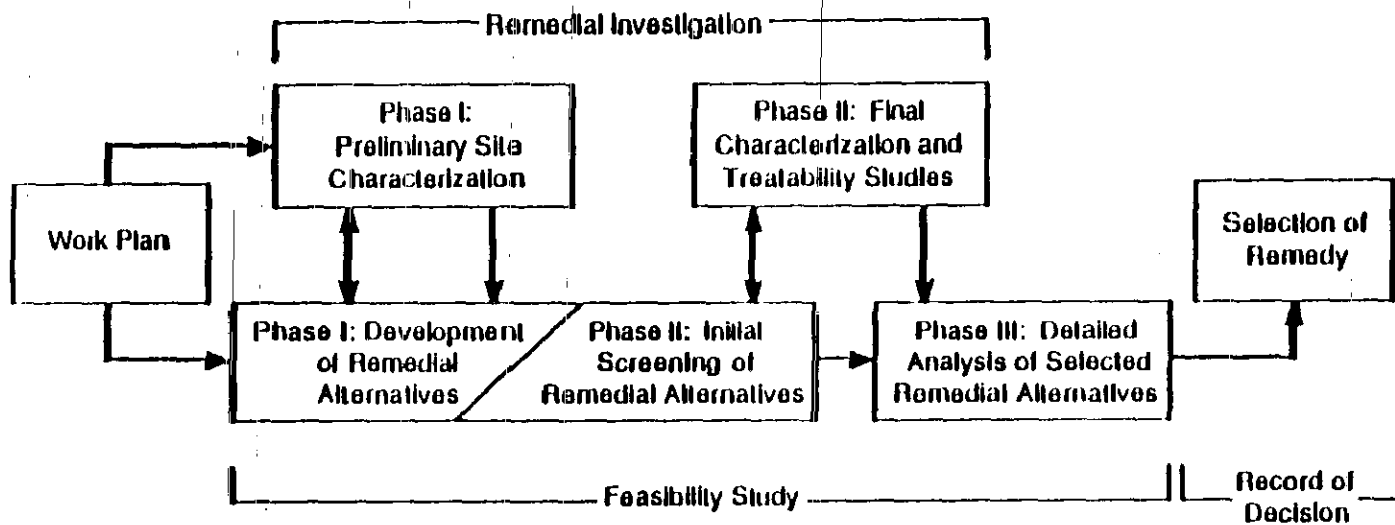 Remedial Investigation
Phase I:
Preliminary Site
Characterization
Phase II: Final
Characterization and
Treatability Studies
Work Plan
Selection of
Remedy
Phase I: Development
of Remedial
Alternatives
Phase II: Initial
Screening of
Remedial Alternatives
Phase III: Detailed
Analysis of Selected
Remedial Alternatives
Feasibility Study
Record of
Decision